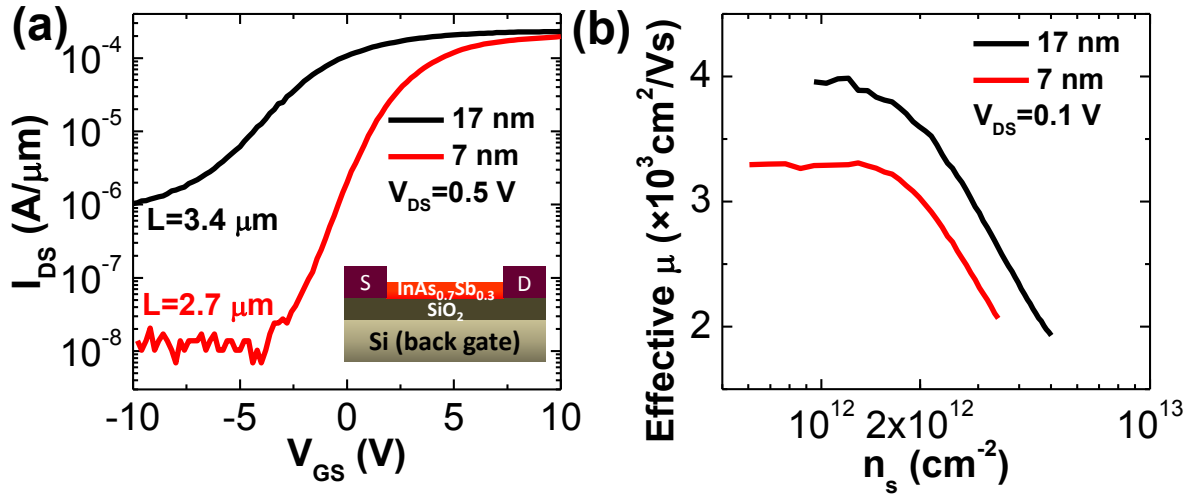 (a)
10⁻⁴
10⁻⁵
10⁻⁶
10⁻⁷
10⁻⁸
I_DS (A/μm)
17 nm
7 nm
V_DS=0.5 V
L=3.4 μm
L=2.7 μm
S
InAs₀.₇Sb₀.₃
D
SiO₂
Si (back gate)
-10 -5 0 5 10
V_GS (V)
(b)
4
3
2
Effective μ (×10³cm²/Vs)
17 nm
7 nm
V_DS=0.1 V
10¹² 2x10¹² 10¹³
n_s (cm⁻²)